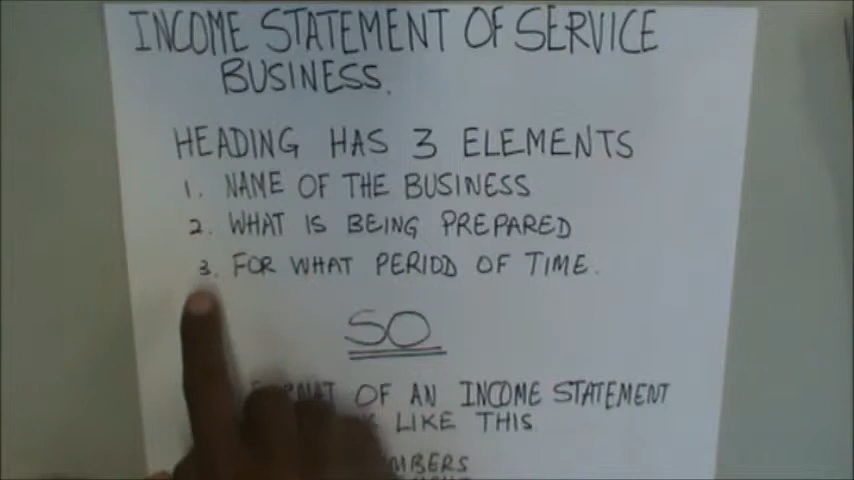 INCOME STATEMENT OF SERVICE
BUSINESS.
HEADING HAS 3 ELEMENTS
1. NAME OF THE BUSINESS
2. WHAT IS BEING PREPARED
3. FOR WHAT PERIOD OF TIME.
SO
OF AN INCOME STATEMENT
LIKE THIS